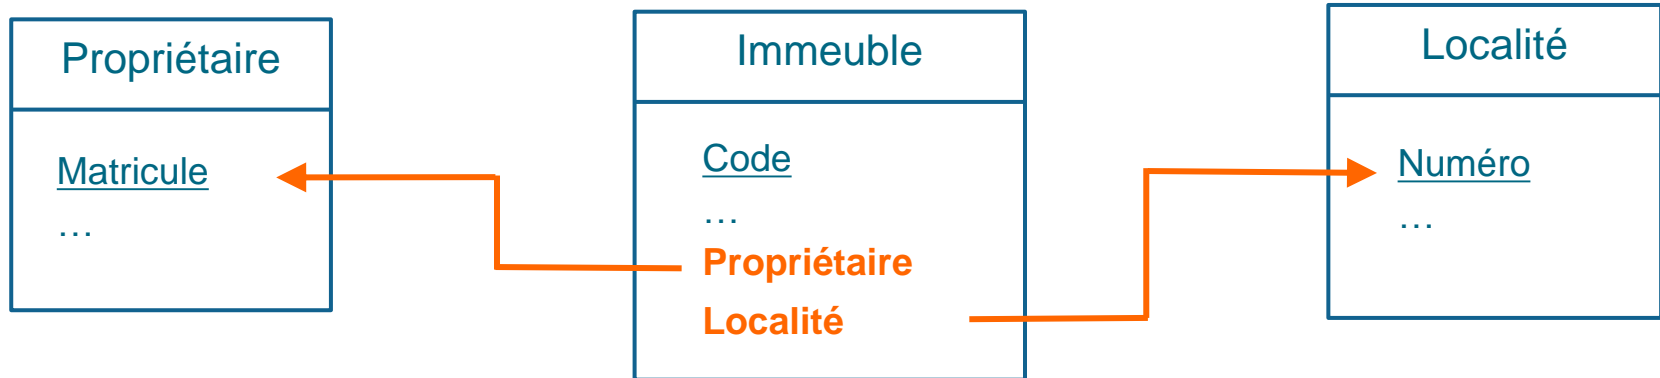 Propriétaire
Matricule
…
Immeuble
Code
…
Propriétaire
Localité
Localité
Numéro
…